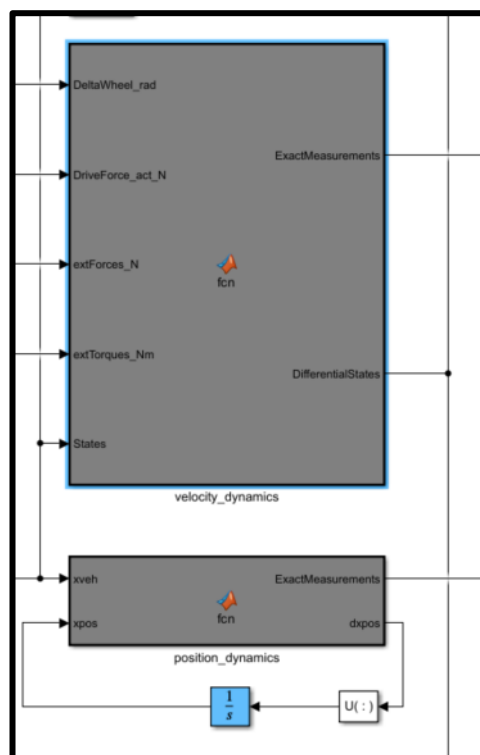 DeltaWheel_rad
ExactMeasurements
DriveForce_act_N
extForces_N
fcn
extTorques_Nm
DifferentialStates
States
velocity_dynamics
xveh
ExactMeasurements
fcn
xpos
dxpos
position_dynamics
1
s
U( : )